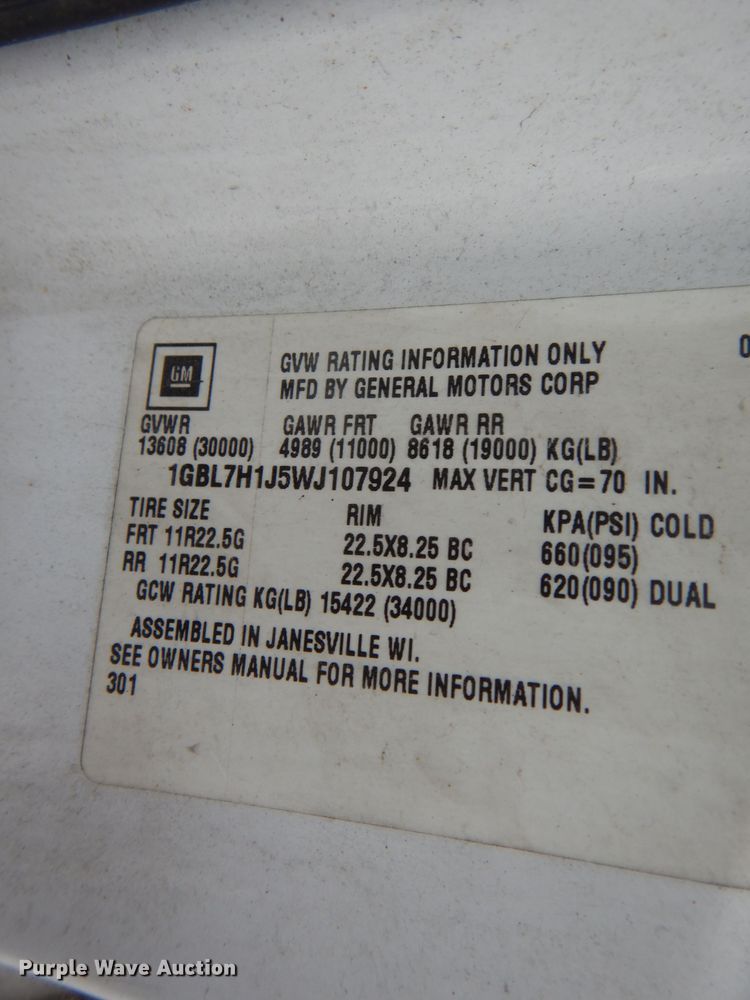 GM
GVW RATING INFORMATION ONLY
MFD BY GENERAL MOTORS CORP
GVWR GAWR FRT GAWR RR
13608 (30000) 4989 (11000) 8618 (19000) KG(LB)
1GBL7H1J5WJ107924 MAX VERT CG=70 IN.
TIRE SIZE RIM KPA(PSI) COLD
FRT 11R22.5G 22.5X8.25 BC 660(095)
RR 11R22.5G 22.5X8.25 BC 620(090) DUAL
GCW RATING KG(LB) 15422 (34000)
ASSEMBLED IN JANESVILLE WI.
SEE OWNERS MANUAL FOR MORE INFORMATION.
301
Purple Wave Auction